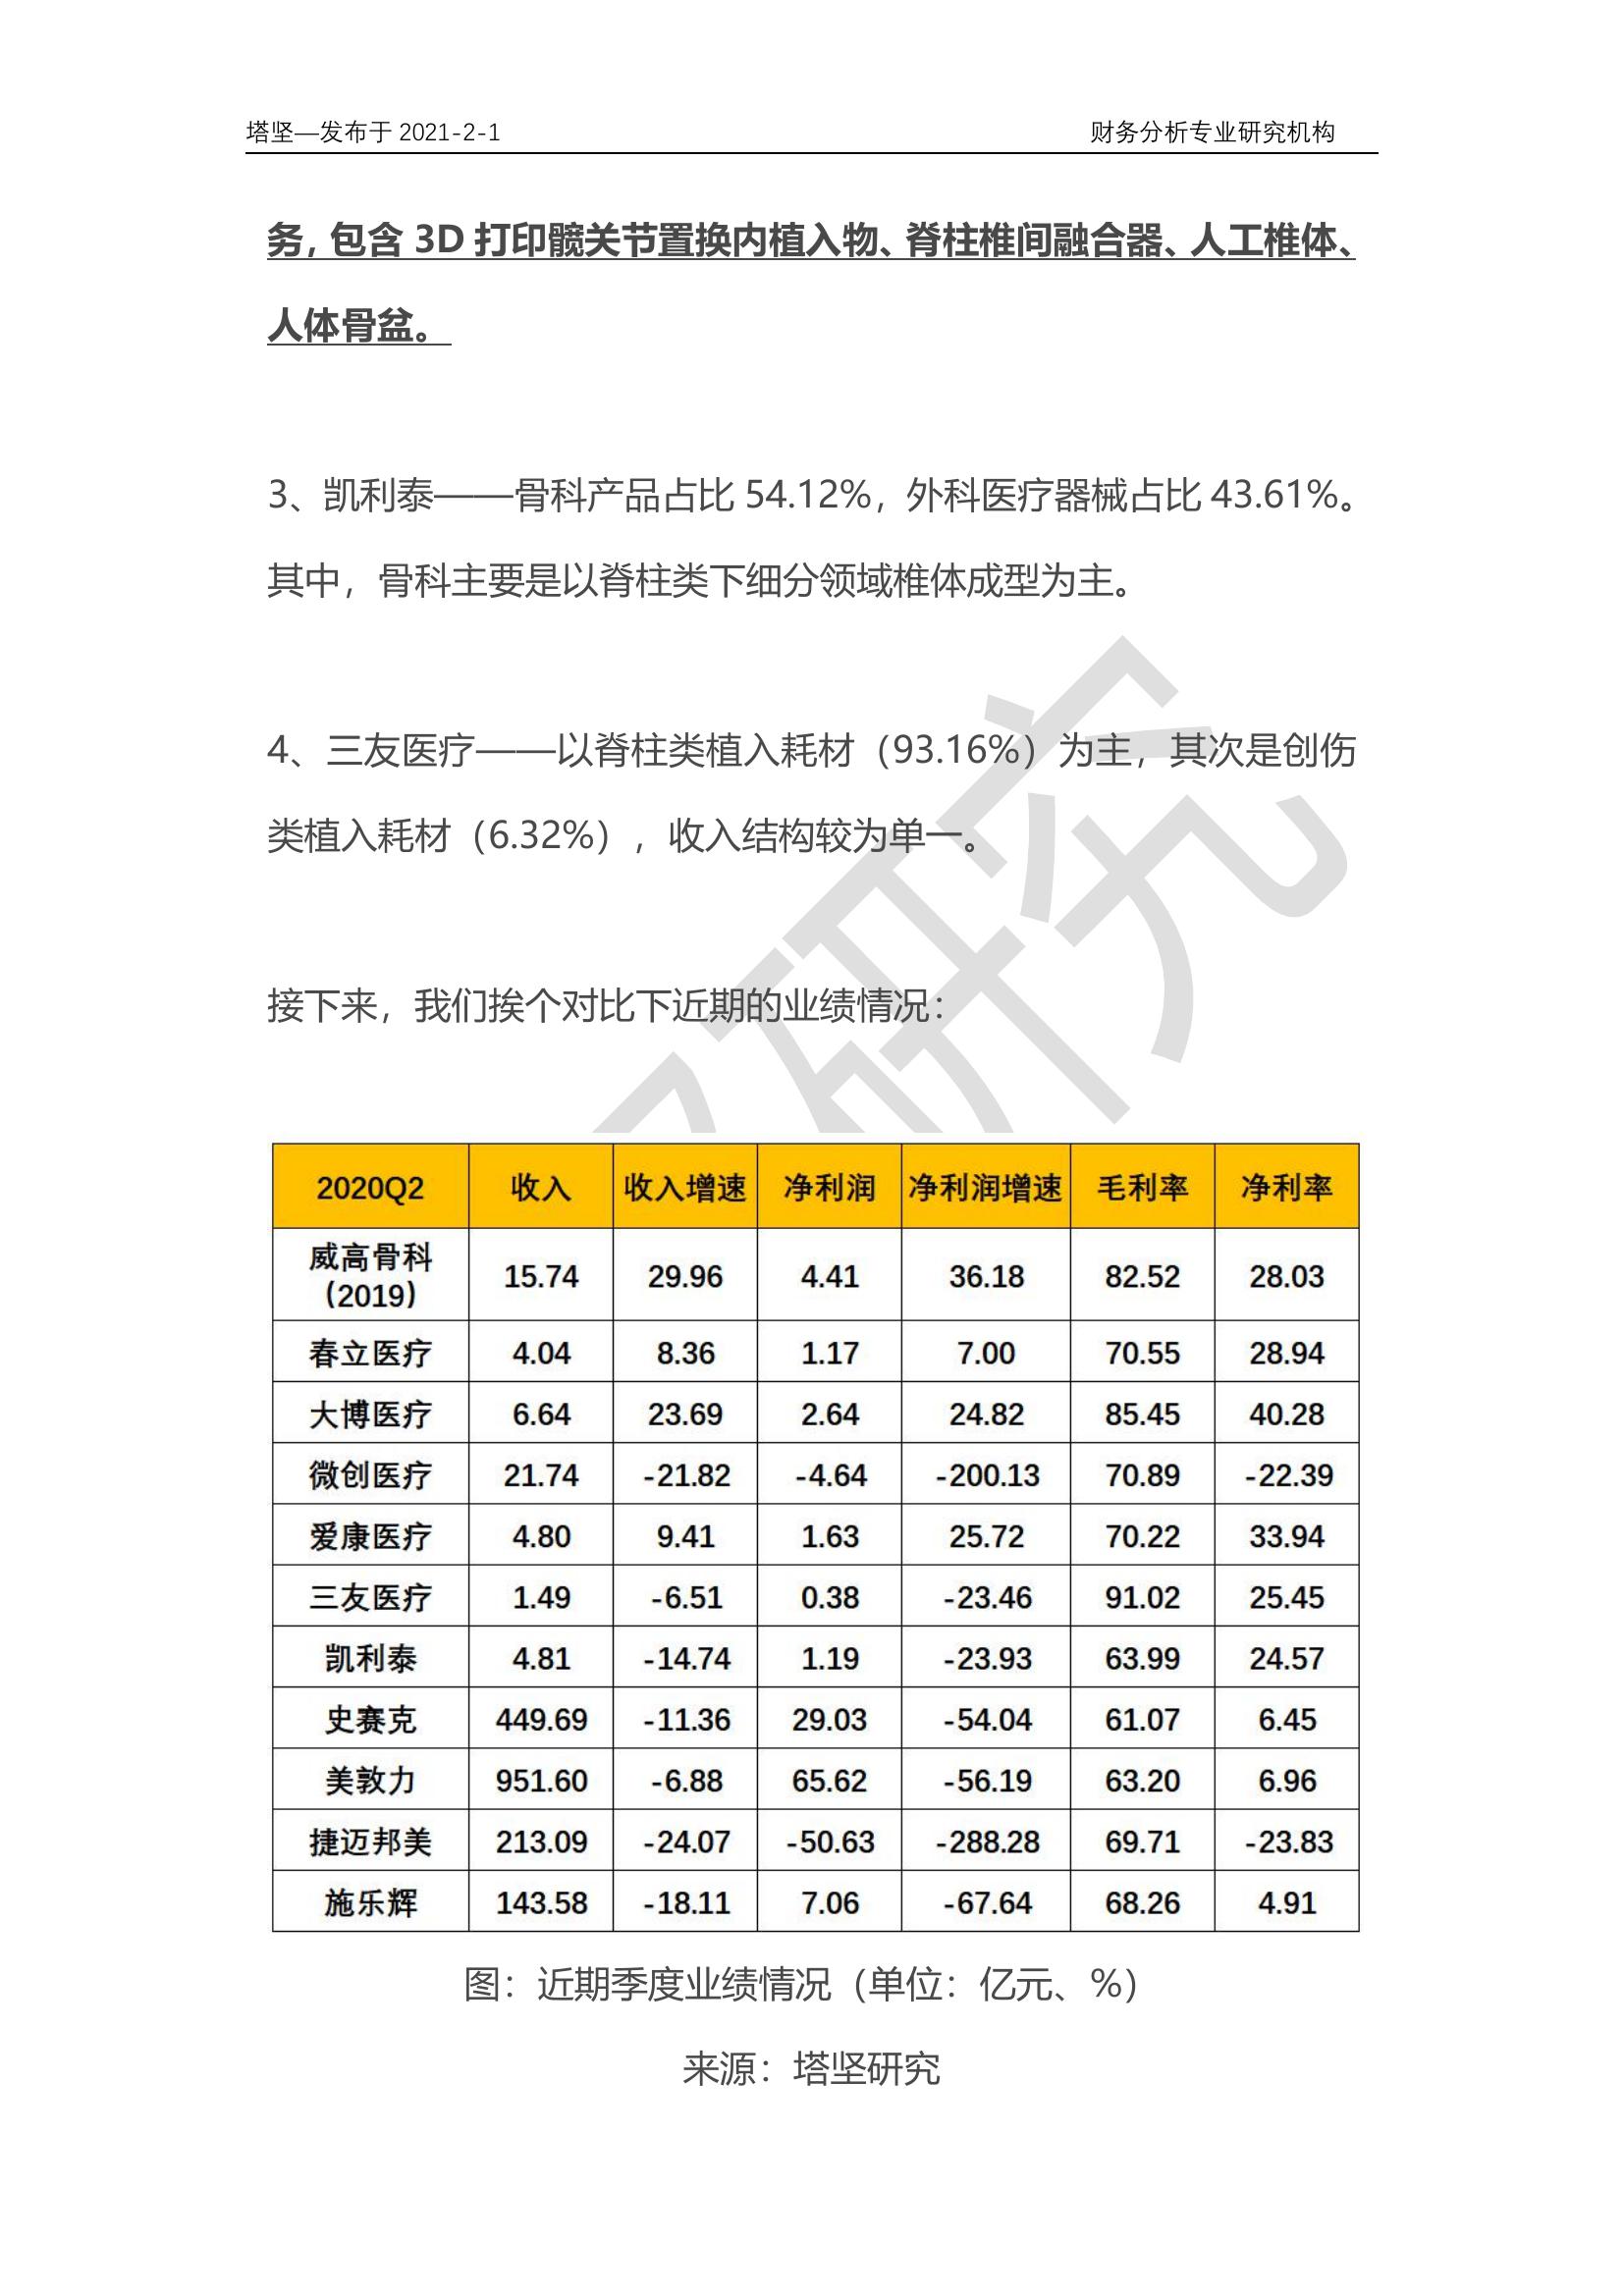 塔坚—发布于 2021-2-1 财务分析专业研究机构
务，包含 3D 打印髋关节置换内植入物、脊柱椎间融合器、人工椎体、
人体骨盆。
3、凯利泰——骨科产品占比 54.12%，外科医疗器械占比 43.61%。
其中，骨科主要是以脊柱类下细分领域椎体成型为主。
4、三友医疗——以脊柱类植入耗材（93.16%）为主，其次是创伤
类植入耗材（6.32%），收入结构较为单一。
接下来，我们挨个对比下近期的业绩情况：
研究
2020Q2 收入 收入增速 净利润 净利润增速 毛利率 净利率
威高骨科
（2019） 15.74 29.96 4.41 36.18 82.52 28.03
春立医疗 4.04 8.36 1.17 7.00 70.55 28.94
大博医疗 6.64 23.69 2.64 24.82 85.45 40.28
微创医疗 21.74 -21.82 -4.64 -200.13 70.89 -22.39
爱康医疗 4.80 9.41 1.63 25.72 70.22 33.94
三友医疗 1.49 -6.51 0.38 -23.46 91.02 25.45
凯利泰 4.81 -14.74 1.19 -23.93 63.99 24.57
史赛克 449.69 -11.36 29.03 -54.04 61.07 6.45
美敦力 951.60 -6.88 65.62 -56.19 63.20 6.96
捷迈邦美 213.09 -24.07 -50.63 -288.28 69.71 -23.83
施乐辉 143.58 -18.11 7.06 -67.64 68.26 4.91
图：近期季度业绩情况（单位：亿元、%）
来源：塔坚研究